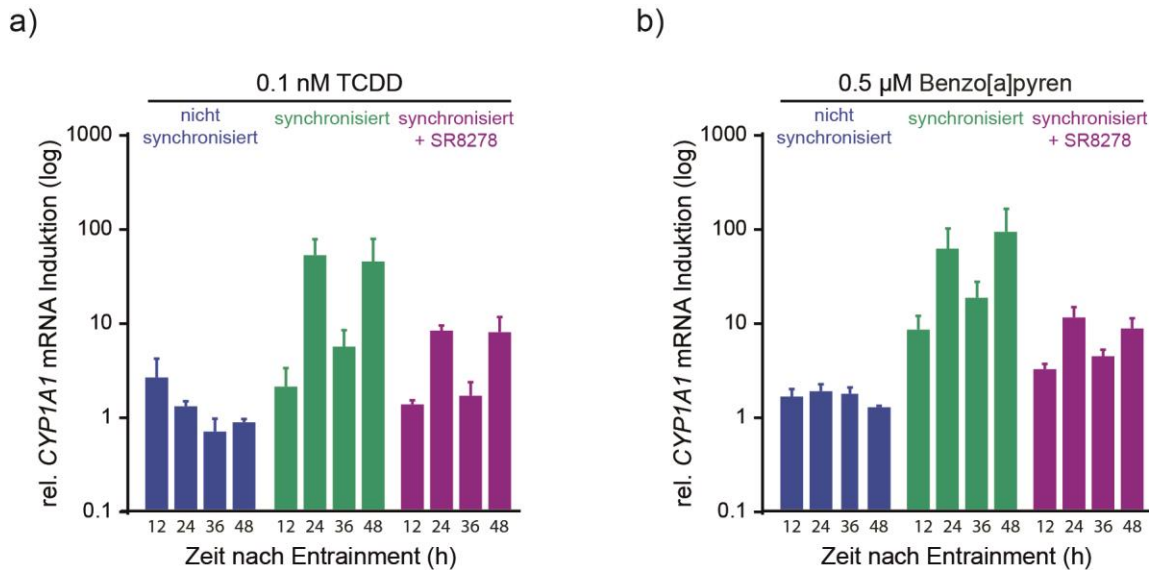 a)
0.1 nM TCDD
nicht
synchronisiert
synchronisiert
synchronisiert
+ SR8278
rel. CYP1A1 mRNA Induktion (log)
1000
100
10
1
0.1
12 24 36 48 12 24 36 48 12 24 36 48
Zeit nach Entrainment (h)
b)
0.5 µM Benzo[a]pyren
nicht
synchronisiert
synchronisiert
synchronisiert
+ SR8278
rel. CYP1A1 mRNA Induktion (log)
1000
100
10
1
0.1
12 24 36 48 12 24 36 48 12 24 36 48
Zeit nach Entrainment (h)